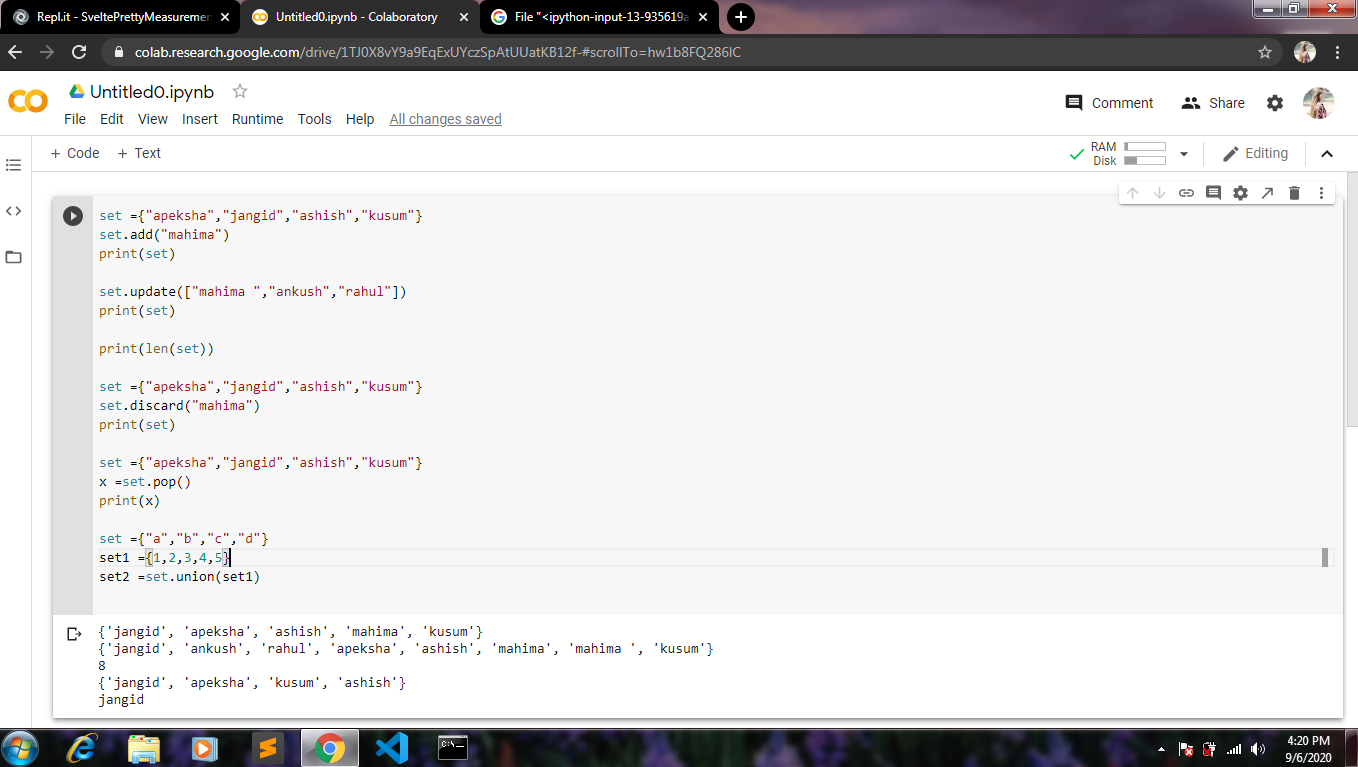 Repl.it - SveltePrettyMeasuremen
Untitled0.ipynb - Colaboratory
File "<ipython-input-13-935619a
colab.research.google.com/drive/1TJ0X8vY9a9EqExUYczSpAtUUatKB12f-#scrollTo=hw1b8FQ286lC
Untitled0.ipynb
File Edit View Insert Runtime Tools Help All changes saved
Comment Share
+ Code + Text
RAM
Disk
Editing
set ={"apeksha","jangid","ashish","kusum"}
set.add("mahima")
print(set)
set.update(["mahima ","ankush","rahul"])
print(set)
print(len(set))
set ={"apeksha","jangid","ashish","kusum"}
set.discard("mahima")
print(set)
set ={"apeksha","jangid","ashish","kusum"}
x =set.pop()
print(x)
set ={"a","b","c","d"}
set1 ={1,2,3,4,5}
set2 =set.union(set1)
{'jangid', 'apeksha', 'ashish', 'mahima', 'kusum'}
{'jangid', 'ankush', 'rahul', 'apeksha', 'ashish', 'mahima', 'mahima ', 'kusum'}
8
{'jangid', 'apeksha', 'kusum', 'ashish'}
jangid
4:20 PM
9/6/2020